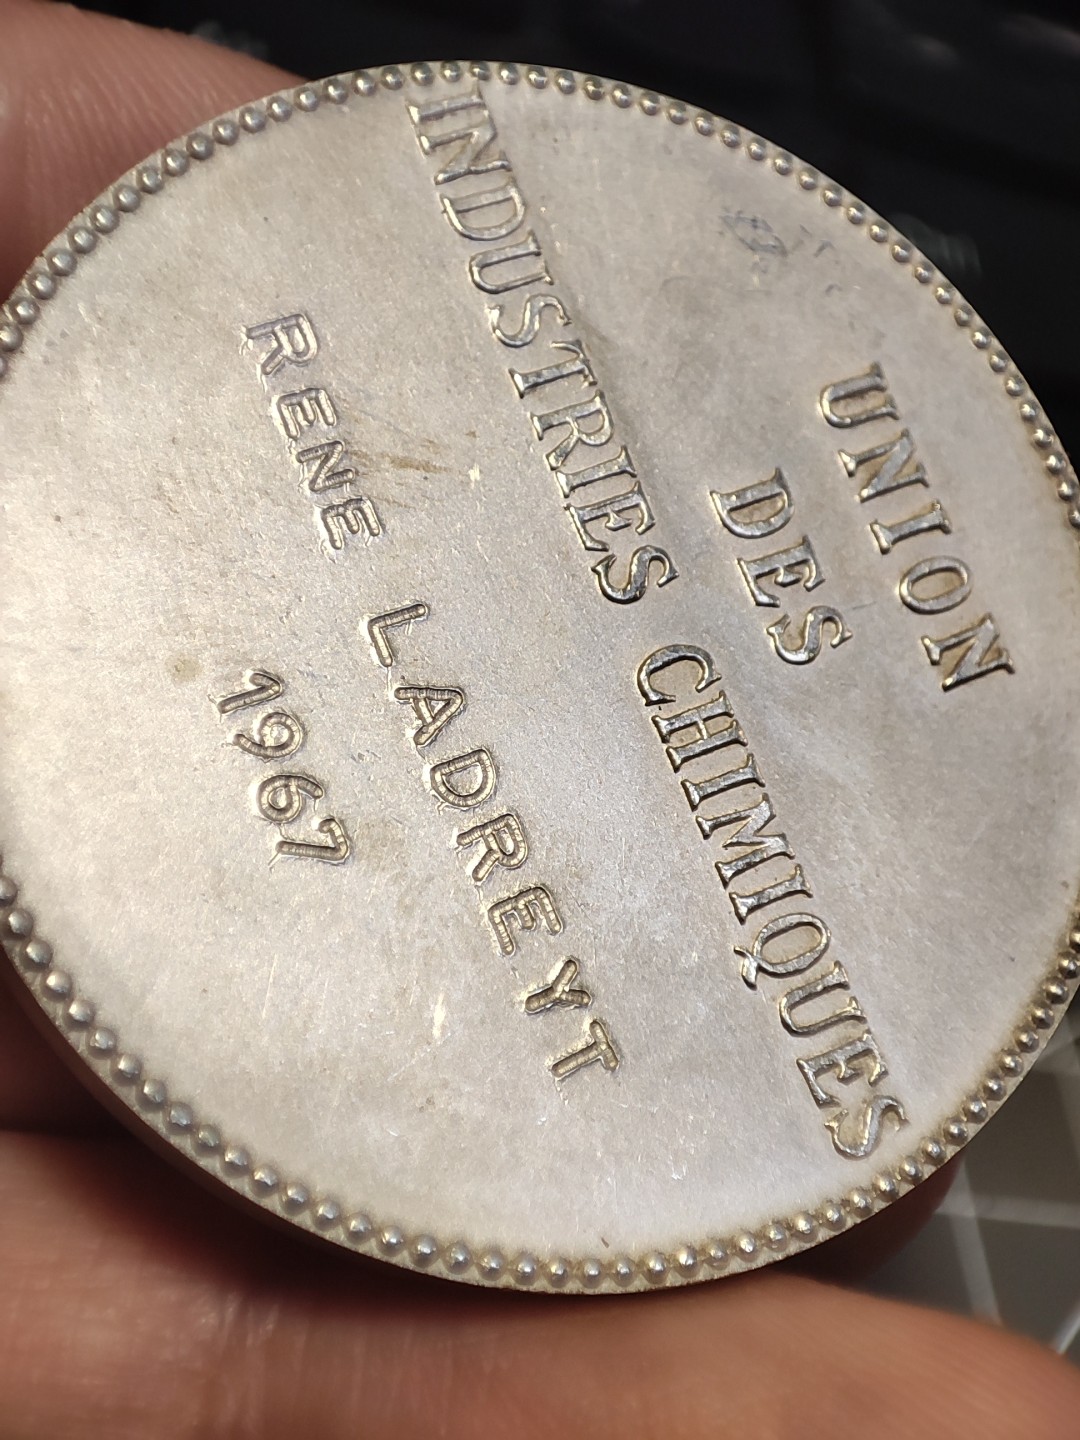 UNION
DES
INDUSTRIES CHIMIQUES
RENE LADREYT
1967